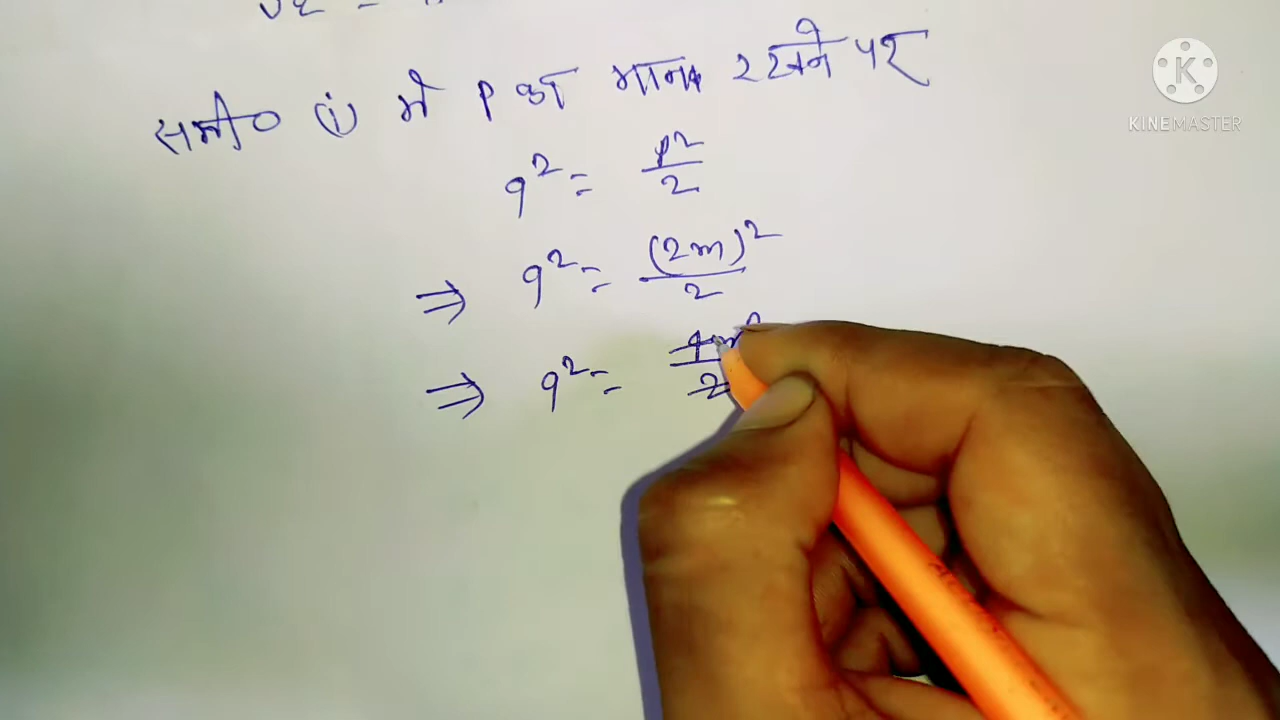 समी० (i) मे P का मान रखने पर
K
KINEMASTER
q² = p²/2
⇒ q² = (2m)²/2
⇒ q² = 4m²/2